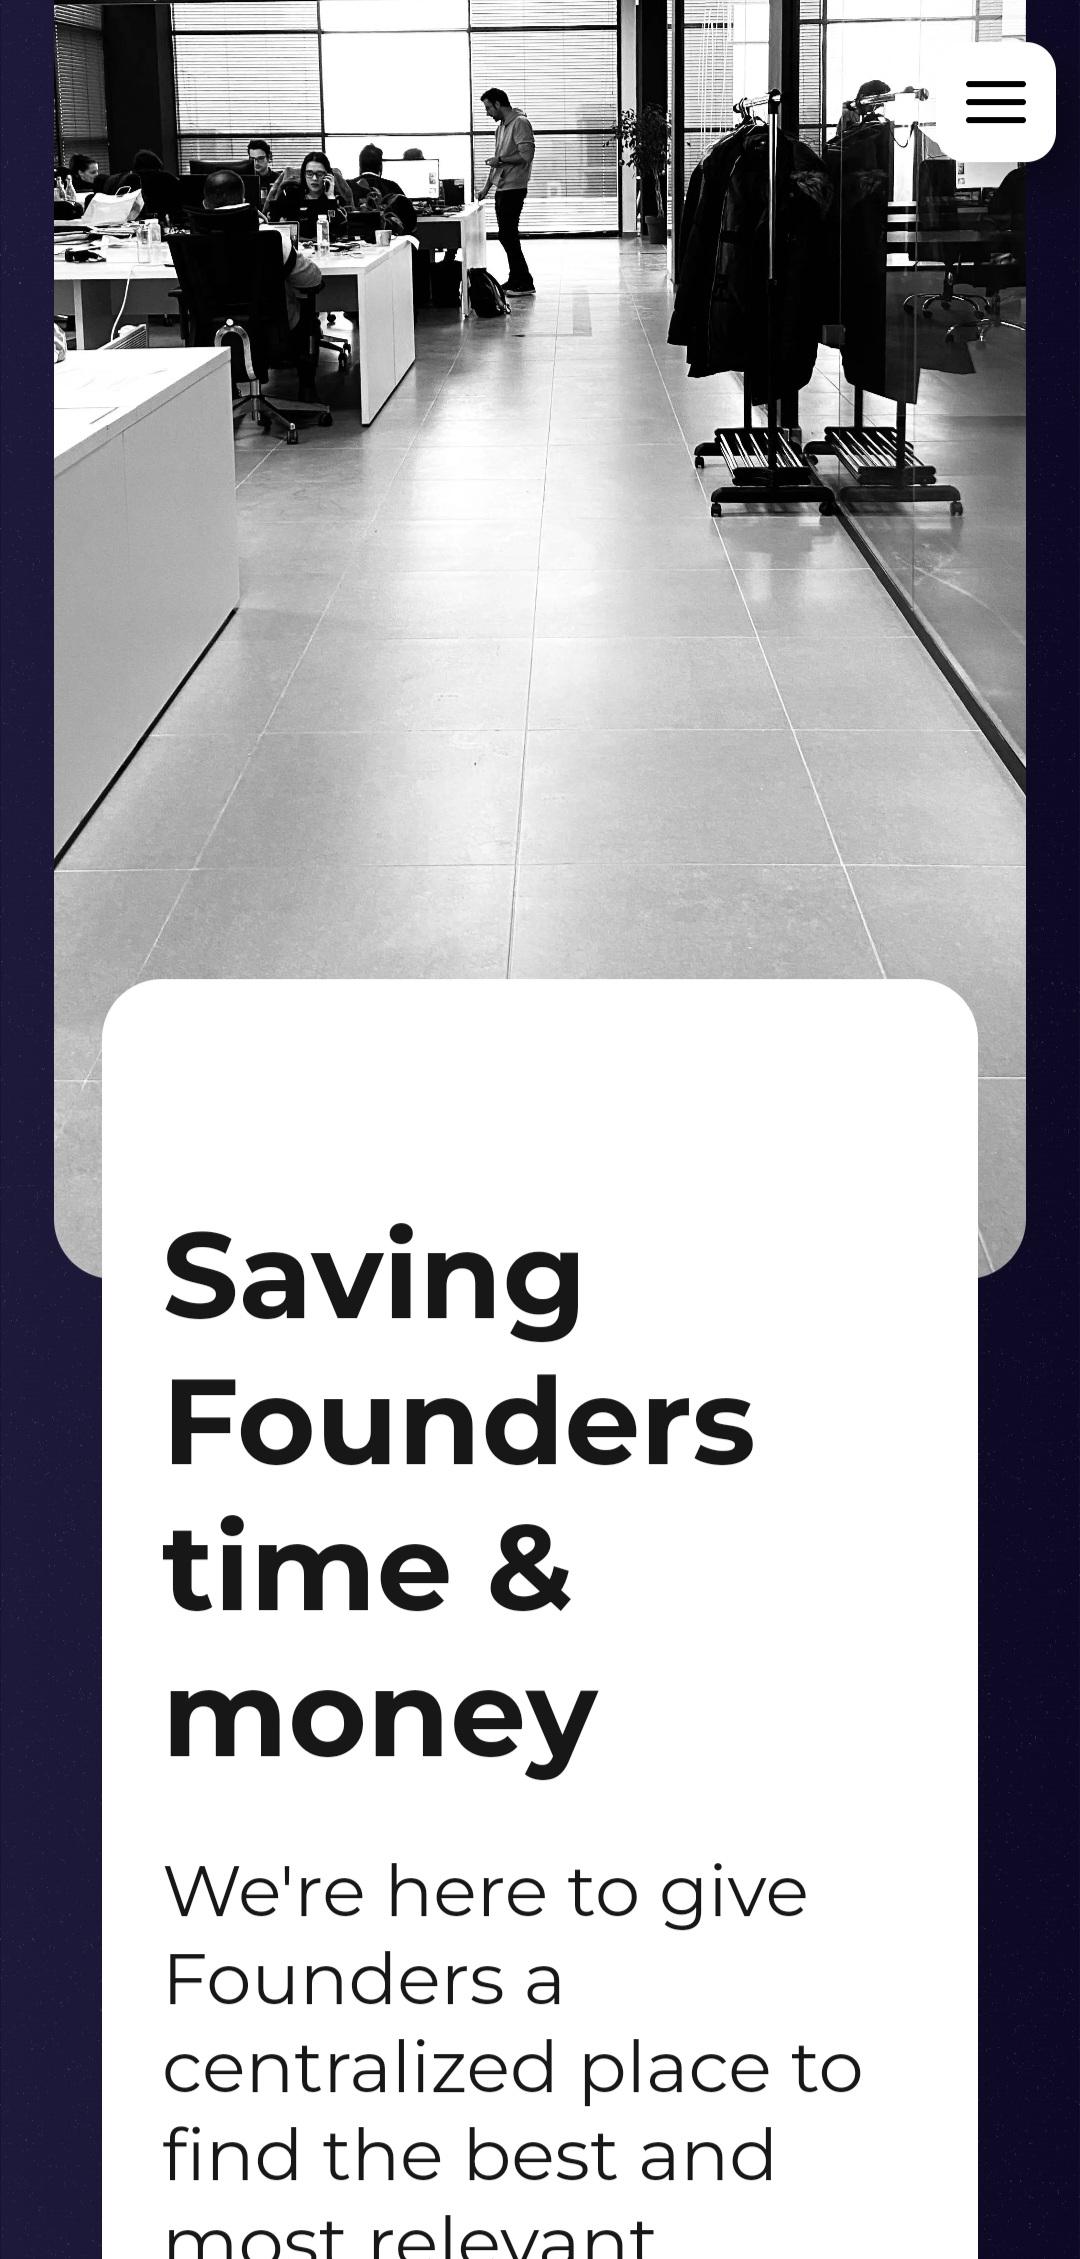 Saving
Founders
time &
money
We're here to give
Founders a
centralized place to
find the best and
most relevant